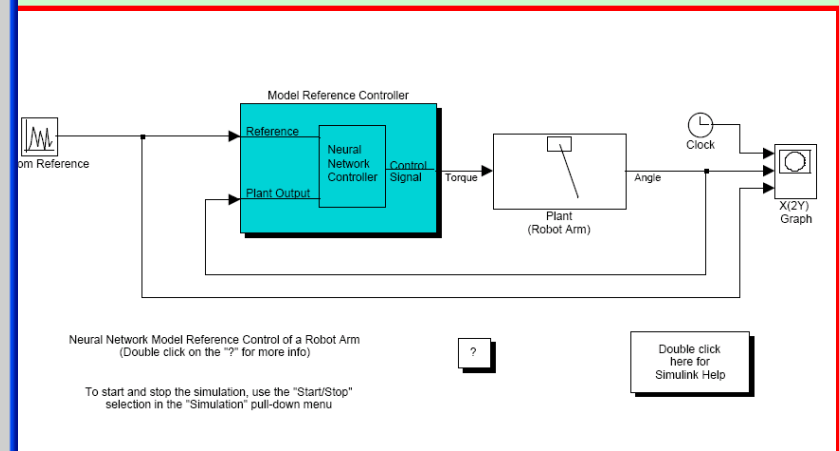 Model Reference Controller
Reference
Neural
Network
Controller
Control
Signal
Plant Output
om Reference
Torque
Plant
(Robot Arm)
Angle
Clock
X(2Y)
Graph
Neural Network Model Reference Control of a Robot Arm
(Double click on the "?" for more info)
?
Double click
here for
Simulink Help
To start and stop the simulation, use the "Start/Stop"
selection in the "Simulation" pull-down menu